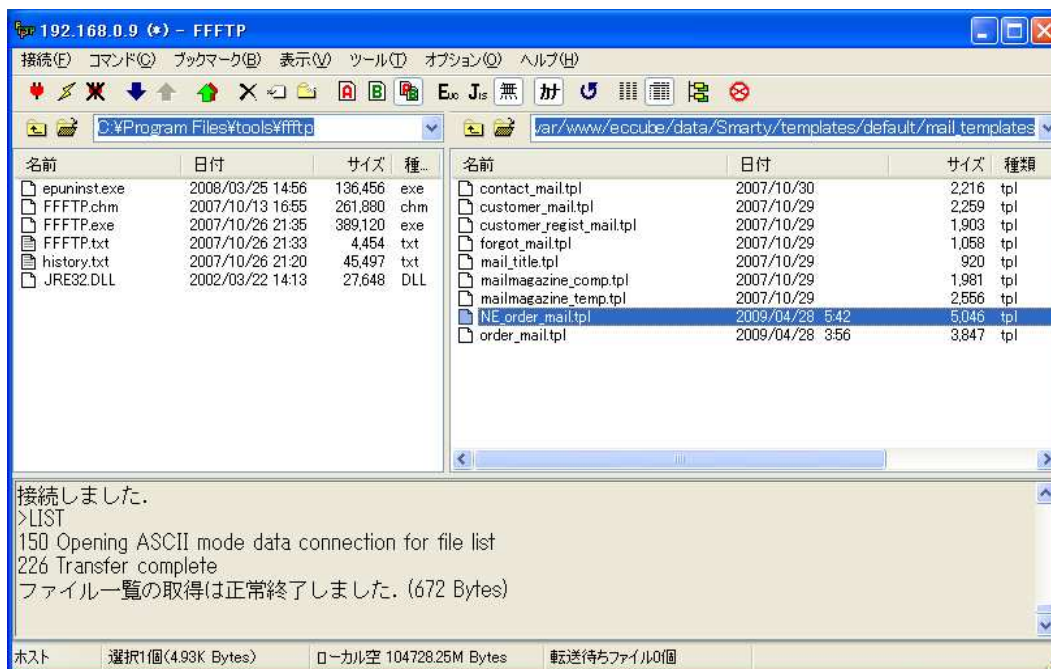 192.168.0.9 (*) - FFFTP
接続(F) コマンド(C) ブックマーク(B) 表示(V) ツール(T) オプション(O) ヘルプ(H)
A B Euc Jis 無 カナ
C:¥Program Files¥tools¥ffftp
var/www/eccube/data/Smarty/templates/default/mail_templates
名前 日付 サイズ 種...
epuninst.exe 2008/03/25 14:56 136,456 exe
FFFTP.chm 2007/10/13 16:55 261,880 chm
FFFTP.exe 2007/10/26 21:35 389,120 exe
FFFTP.txt 2007/10/26 21:33 4,454 txt
history.txt 2007/10/26 21:20 45,497 txt
JRE32.DLL 2002/03/22 14:13 27,648 DLL
名前 日付 サイズ 種類
contact_mail.tpl 2007/10/30 2,216 tpl
customer_mail.tpl 2007/10/29 2,259 tpl
customer_regist_mail.tpl 2007/10/29 1,903 tpl
forgot_mail.tpl 2007/10/29 1,058 tpl
mail_title.tpl 2007/10/29 920 tpl
mailmagazine_comp.tpl 2007/10/29 1,981 tpl
mailmagazine_temp.tpl 2007/10/29 2,556 tpl
NE_order_mail.tpl 2009/04/28 5:42 5,046 tpl
order_mail.tpl 2009/04/28 3:56 3,847 tpl
接続しました.
>LIST
150 Opening ASCII mode data connection for file list
226 Transfer complete
ファイル一覧の取得は正常終了しました. (672 Bytes)
ホスト 選択1個(4.93K Bytes) ローカル空 104728.25M Bytes 転送待ちファイル0個